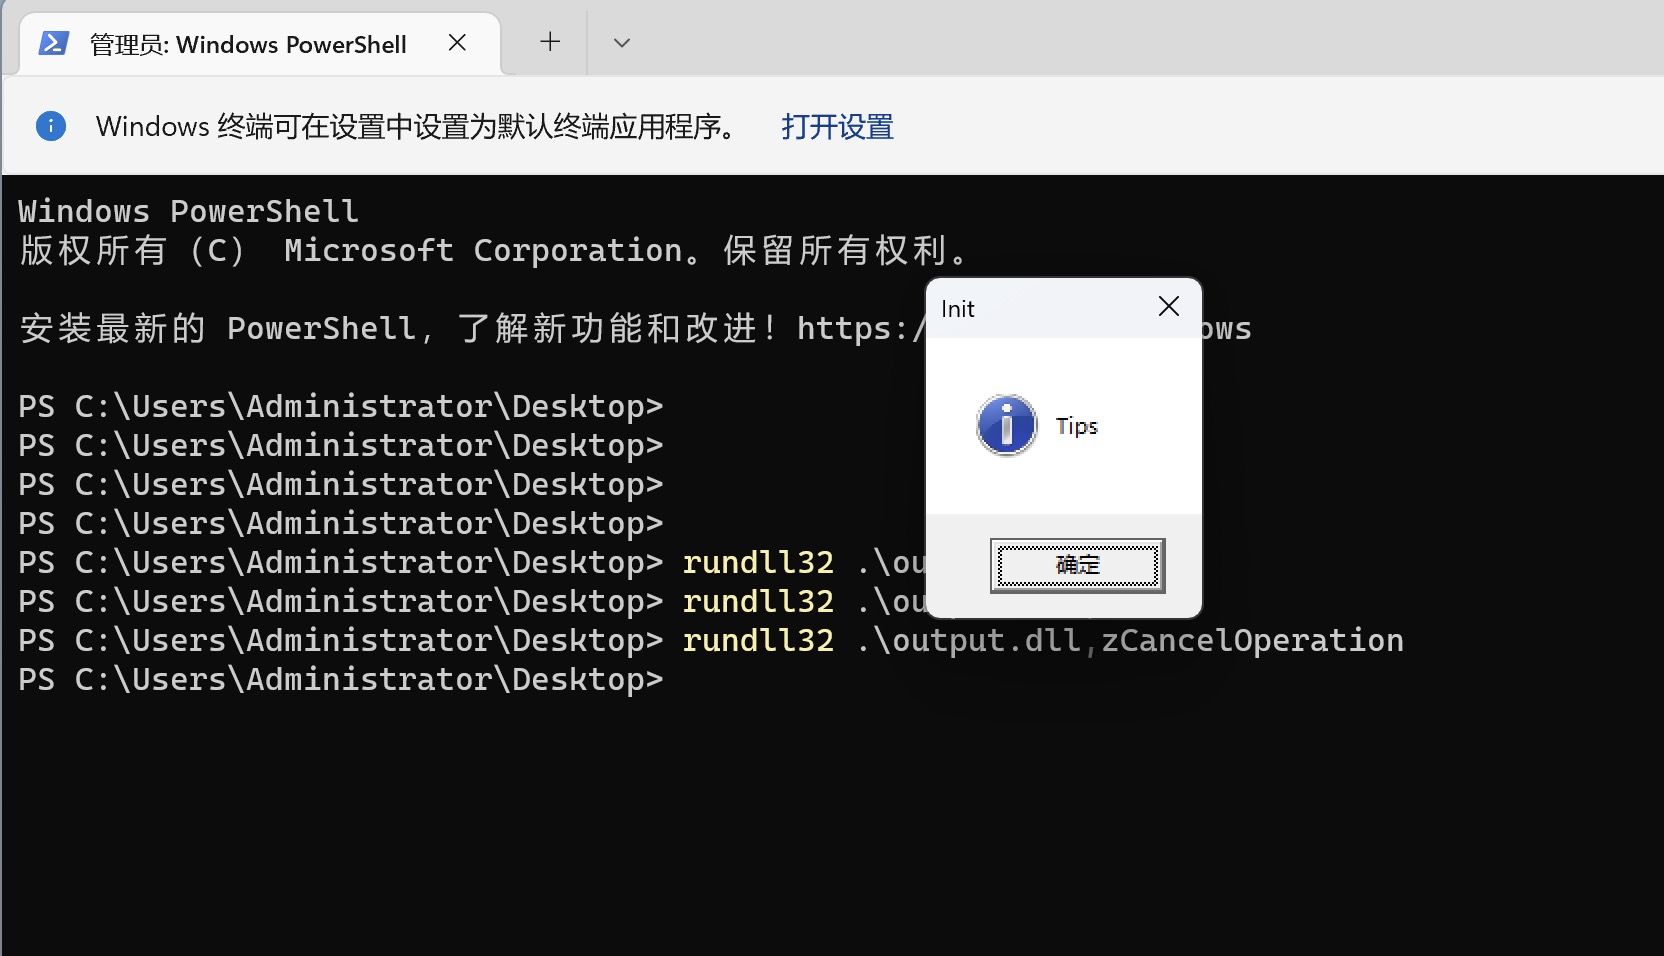 管理员: Windows PowerShell
Windows 终端可在设置中设置为默认终端应用程序。 打开设置
Windows PowerShell
版权所有 (C) Microsoft Corporation。保留所有权利。
安装最新的 PowerShell,了解新功能和改进!https:/ ows
PS C:\Users\Administrator\Desktop>
PS C:\Users\Administrator\Desktop>
PS C:\Users\Administrator\Desktop>
PS C:\Users\Administrator\Desktop>
PS C:\Users\Administrator\Desktop> rundll32 .\ou
PS C:\Users\Administrator\Desktop> rundll32 .\ou
PS C:\Users\Administrator\Desktop> rundll32 .\output.dll,zCancelOperation
PS C:\Users\Administrator\Desktop>
Init
Tips
确定